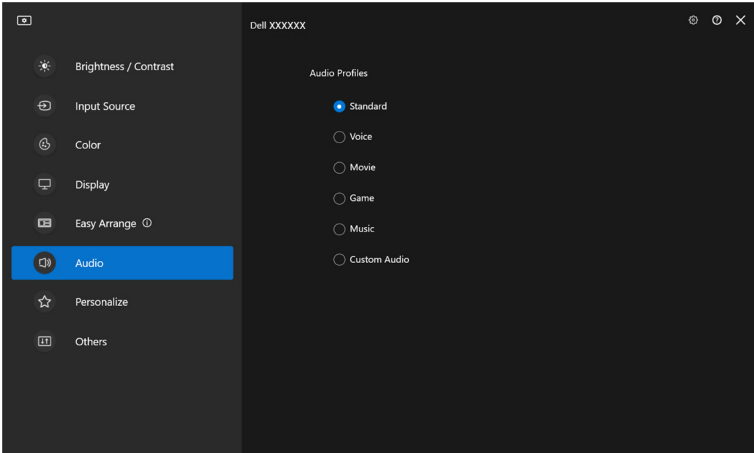 Dell XXXXXX
Brightness / Contrast
Input Source
Color
Display
Easy Arrange
Audio
Personalize
Others
Audio Profiles
Standard
Voice
Movie
Game
Music
Custom Audio